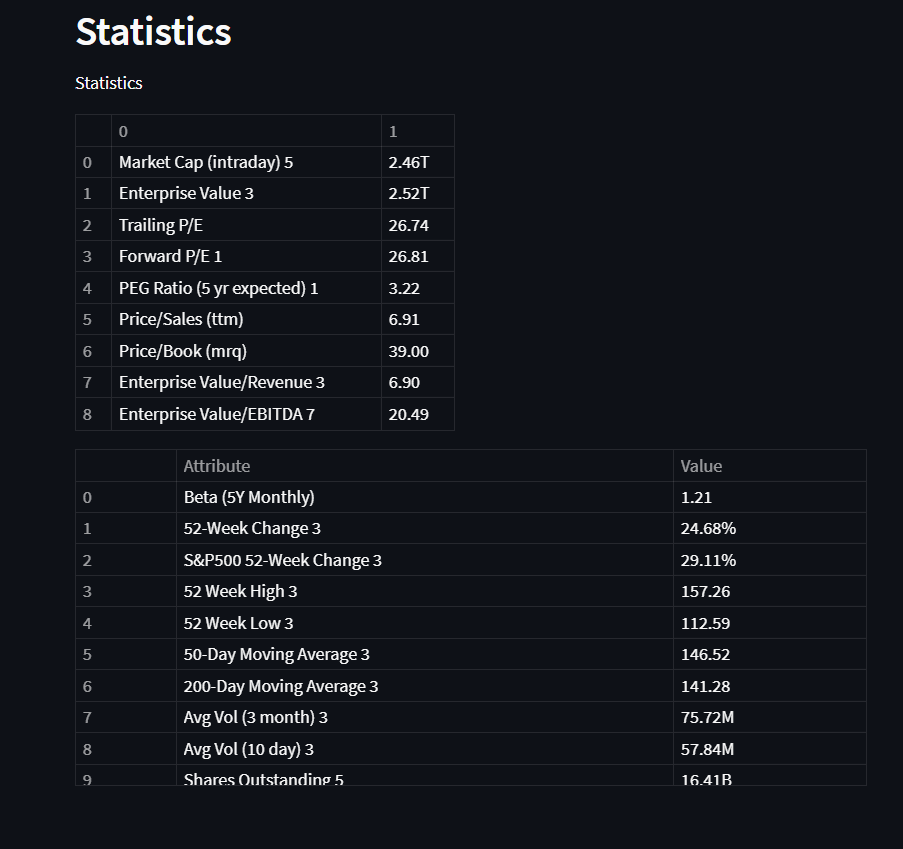 Statistics
Statistics
0 1
0 Market Cap (intraday) 5 2.46T
1 Enterprise Value 3 2.52T
2 Trailing P/E 26.74
3 Forward P/E 1 26.81
4 PEG Ratio (5 yr expected) 1 3.22
5 Price/Sales (ttm) 6.91
6 Price/Book (mrq) 39.00
7 Enterprise Value/Revenue 3 6.90
8 Enterprise Value/EBITDA 7 20.49
Attribute Value
0 Beta (5Y Monthly) 1.21
1 52-Week Change 3 24.68%
2 S&P500 52-Week Change 3 29.11%
3 52 Week High 3 157.26
4 52 Week Low 3 112.59
5 50-Day Moving Average 3 146.52
6 200-Day Moving Average 3 141.28
7 Avg Vol (3 month) 3 75.72M
8 Avg Vol (10 day) 3 57.84M
9 Shares Outstanding 5 16.41B